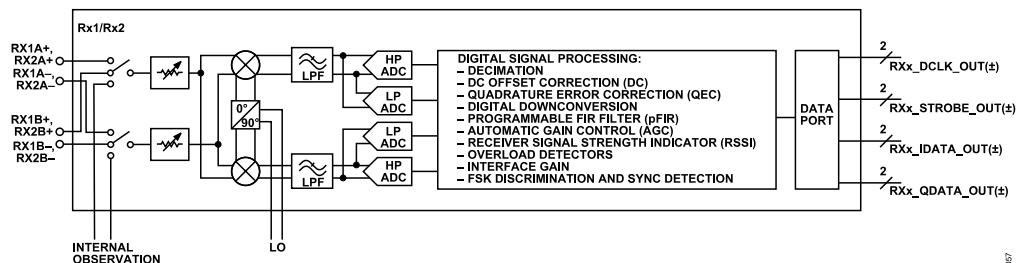 Rx1/Rx2
RX1A+,
RX2A+
RX1A–,
RX2A–
RX1B+,
RX2B+
RX1B–,
RX2B–
INTERNAL
OBSERVATION
0°
90°
LO
LPF
LPF
HP
ADC
LP
ADC
LP
ADC
HP
ADC
DIGITAL SIGNAL PROCESSING:
– DECIMATION
– DC OFFSET CORRECTION (DC)
– QUADRATURE ERROR CORRECTION (QEC)
– DIGITAL DOWNCONVERSION
– PROGRAMMABLE FIR FILTER (pFIR)
– AUTOMATIC GAIN CONTROL (AGC)
– RECEIVER SIGNAL STRENGTH INDICATOR (RSSI)
– OVERLOAD DETECTORS
– INTERFACE GAIN
– FSK DISCRIMINATION AND SYNC DETECTION
DATA
PORT
2
RXx_DCLK_OUT(±)
2
RXx_STROBE_OUT(±)
2
RXx_IDATA_OUT(±)
2
RXx_QDATA_OUT(±)